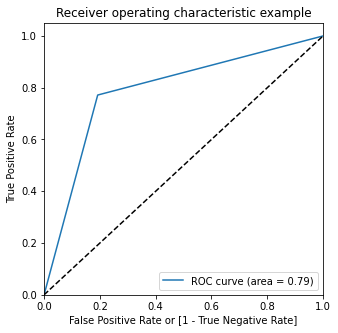 Receiver operating characteristic example
1.0
0.8
0.6
0.4
0.2
0.0
True Positive Rate
ROC curve (area = 0.79)
0.0 0.2 0.4 0.6 0.8 1.0
False Positive Rate or [1 - True Negative Rate]